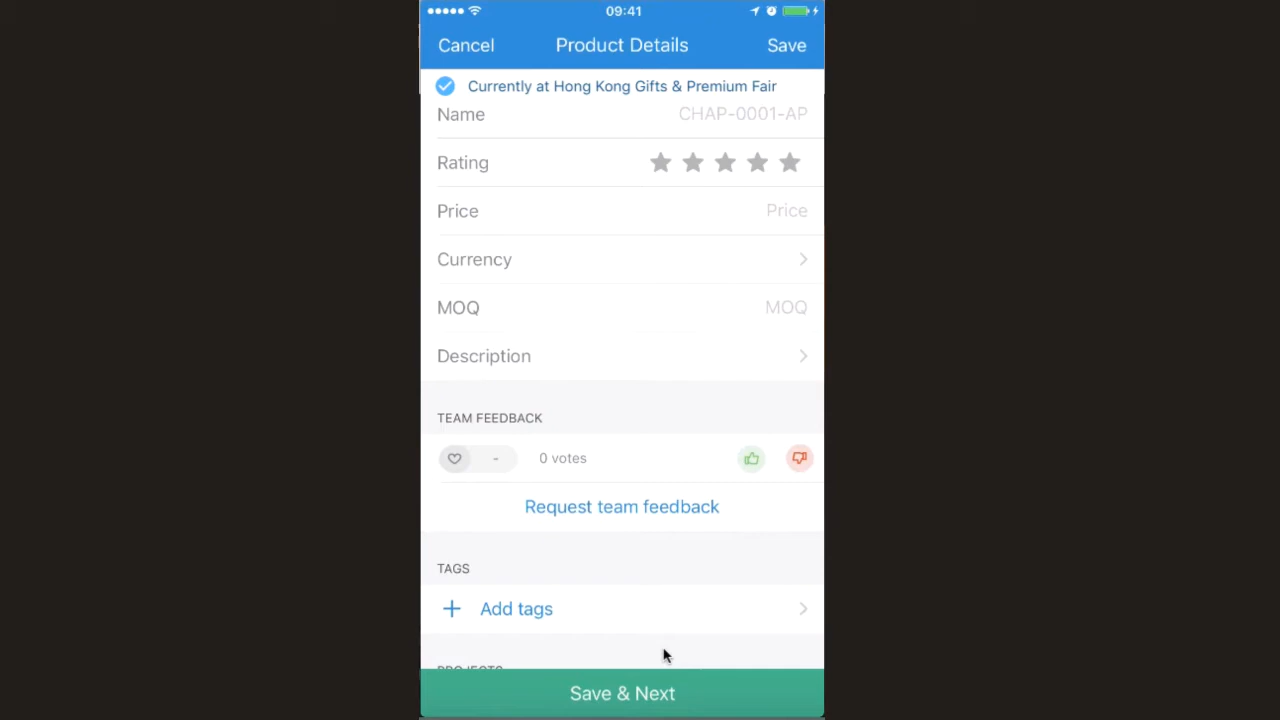 09:41
Cancel Product Details Save
Currently at Hong Kong Gifts & Premium Fair
Name CHAP-0001-AP
Rating
Price Price
Currency
MOQ MOQ
Description
TEAM FEEDBACK
- 0 votes
Request team feedback
TAGS
+ Add tags
PROJECTS
Save & Next